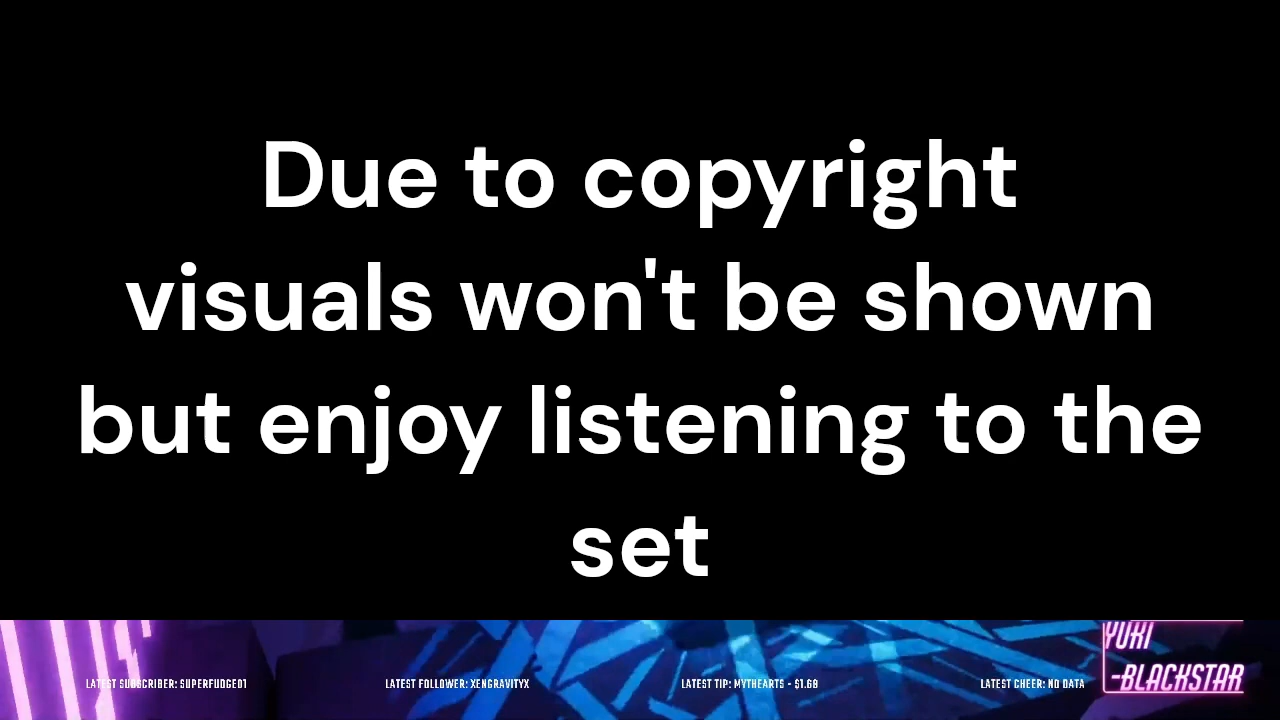 Due to copyright
visuals won't be shown
but enjoy listening to the
set
YUKI
-BLACKSTAR
LATEST SUBSCRIBER: SUPERFUDGE01
LATEST FOLLOWER: XENGRAVITYX
LATEST TIP: MYTHEARTS - $1.68
LATEST CHEER: NO DATA